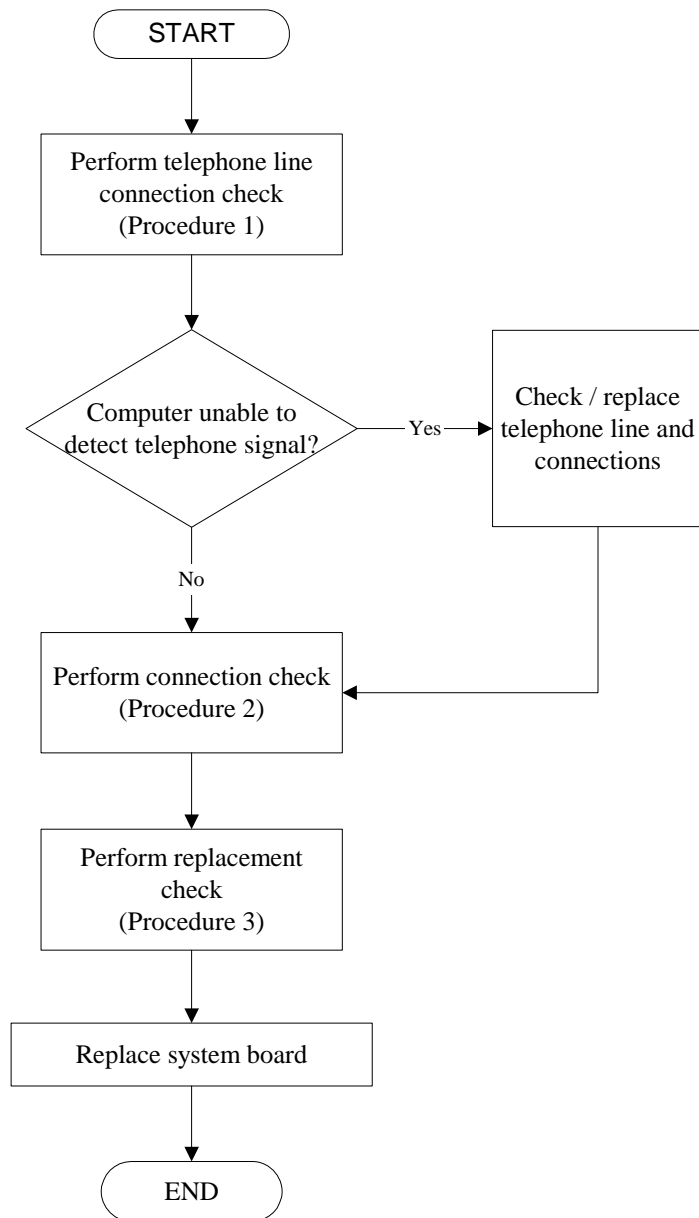 START
Perform telephone line
connection check
(Procedure 1)
Computer unable to
detect telephone signal?
Yes
Check / replace
telephone line and
connections
No
Perform connection check
(Procedure 2)
Perform replacement
check
(Procedure 3)
Replace system board
END